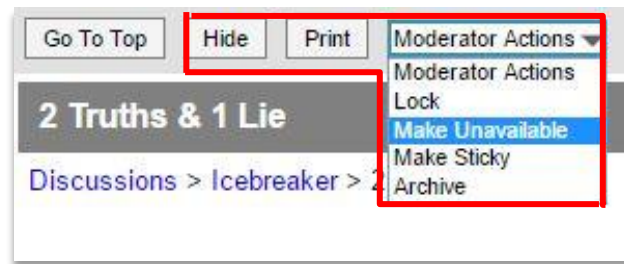 Go To Top Hide Print Moderator Actions
Moderator Actions
Lock
2 Truths & 1 Lie
Make Unavailable
Make Sticky
Discussions > Icebreaker > 2
Archive